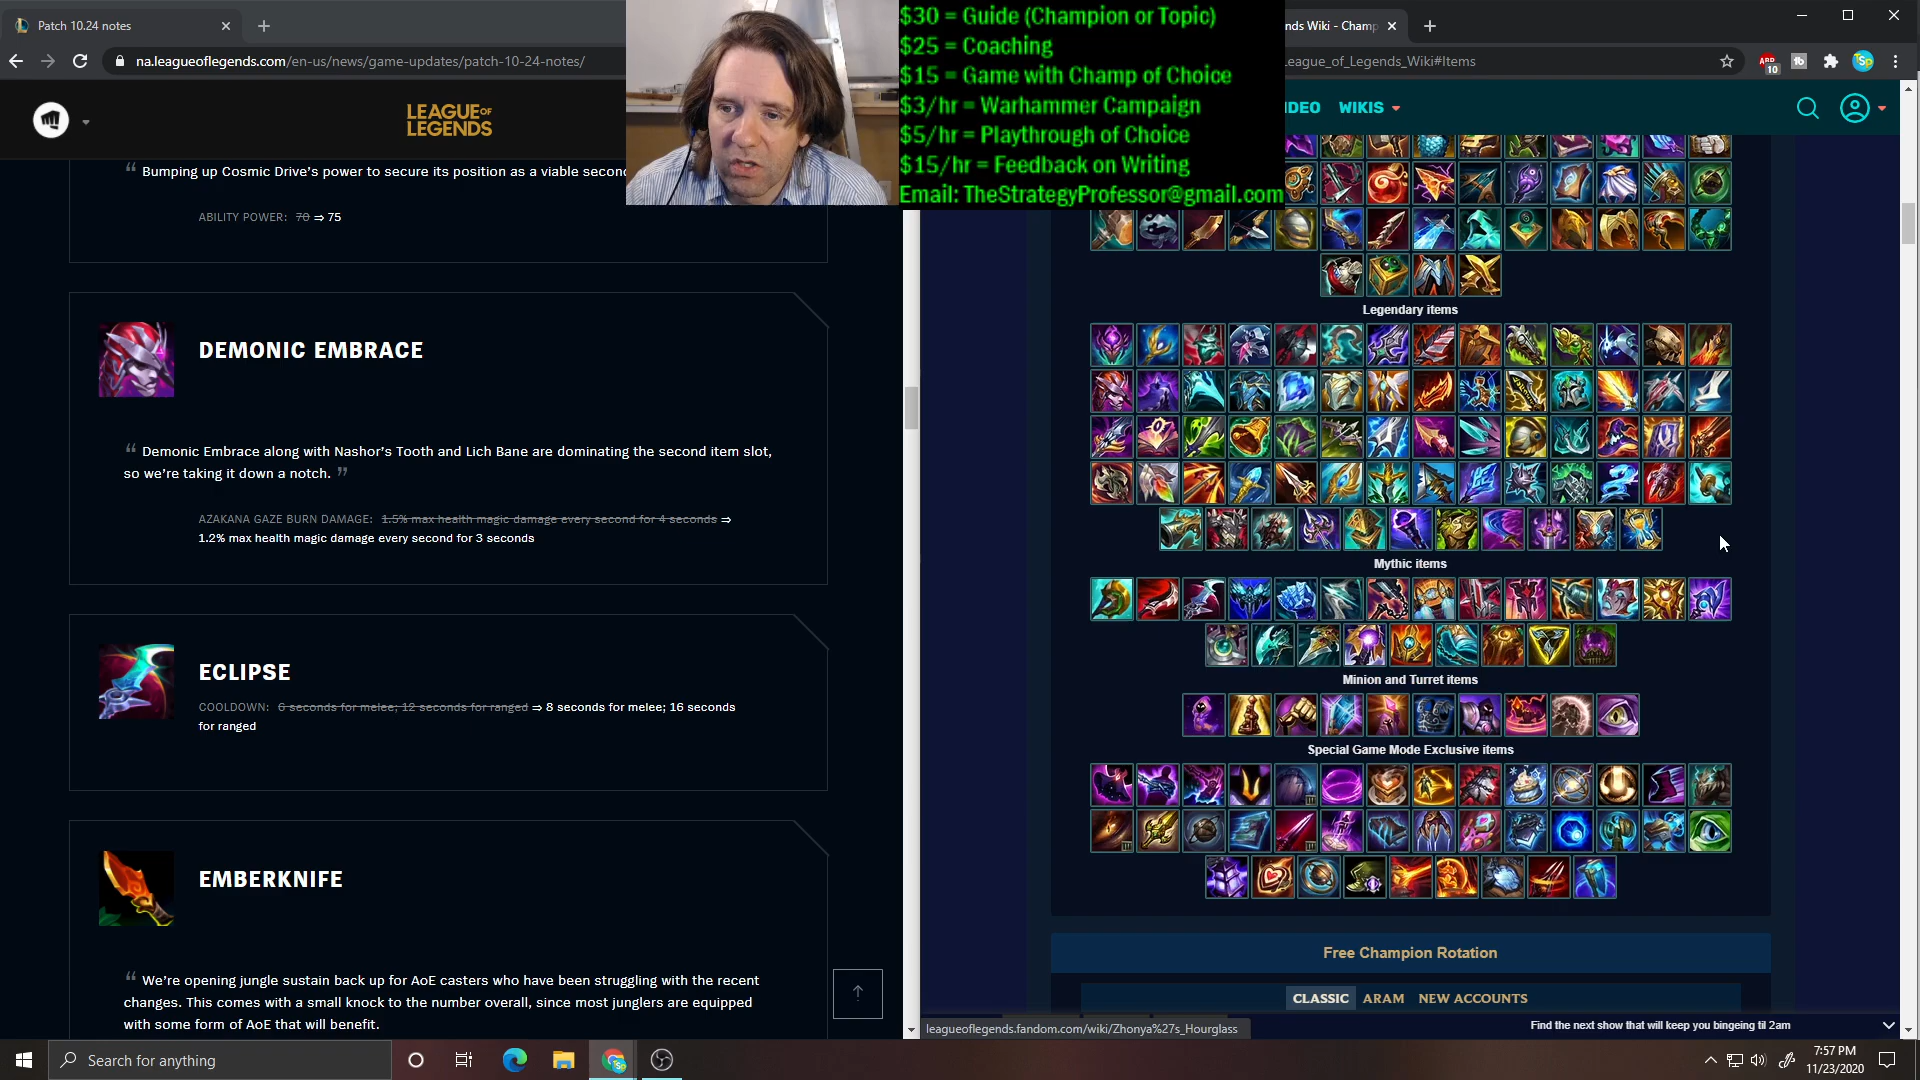 Patch 10.24 notes
na.leagueoflegends.com/en-us/news/game-updates/patch-10-24-notes/
LEAGUE OF
LEGENDS
“ Bumping up Cosmic Drive's power to secure its position as a viable secon
ABILITY POWER: 70 ⇒ 75
DEMONIC EMBRACE
“ Demonic Embrace along with Nashor's Tooth and Lich Bane are dominating the second item slot,
so we're taking it down a notch. ”
AZAKANA GAZE BURN DAMAGE: 1.5% max health magic damage every second for 4 seconds ⇒
1.2% max health magic damage every second for 3 seconds
ECLIPSE
COOLDOWN: 6 seconds for melee; 12 seconds for ranged ⇒ 8 seconds for melee; 16 seconds
for ranged
EMBERKNIFE
“ We're opening jungle sustain back up for AoE casters who have been struggling with the recent
changes. This comes with a small knock to the number overall, since most junglers are equipped
with some form of AoE that will benefit.
$30 = Guide (Champion or Topic)
$25 = Coaching
$15 = Game with Champ of Choice
$3/hr = Warhammer Campaign
$5/hr = Playthrough of Choice
$15/hr = Feedback on Writing
Email: TheStrategyProfessor@gmail.com
nds Wiki - Champ
eague_of_Legends_Wiki#Items
ABP
10
IDEO WIKIS
Legendary items
Mythic items
Minion and Turret items
Special Game Mode Exclusive items
Free Champion Rotation
CLASSIC ARAM NEW ACCOUNTS
leagueoflegends.fandom.com/wiki/Zhonya%27s_Hourglass
Find the next show that will keep you bingeing til 2am
Search for anything
7:57 PM
11/23/2020